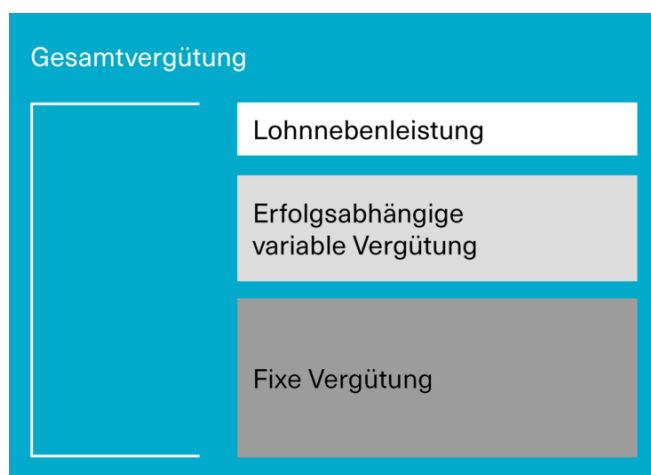 Gesamtvergütung
Lohnnebenleistung
Erfolgsabhängige
variable Vergütung
Fixe Vergütung